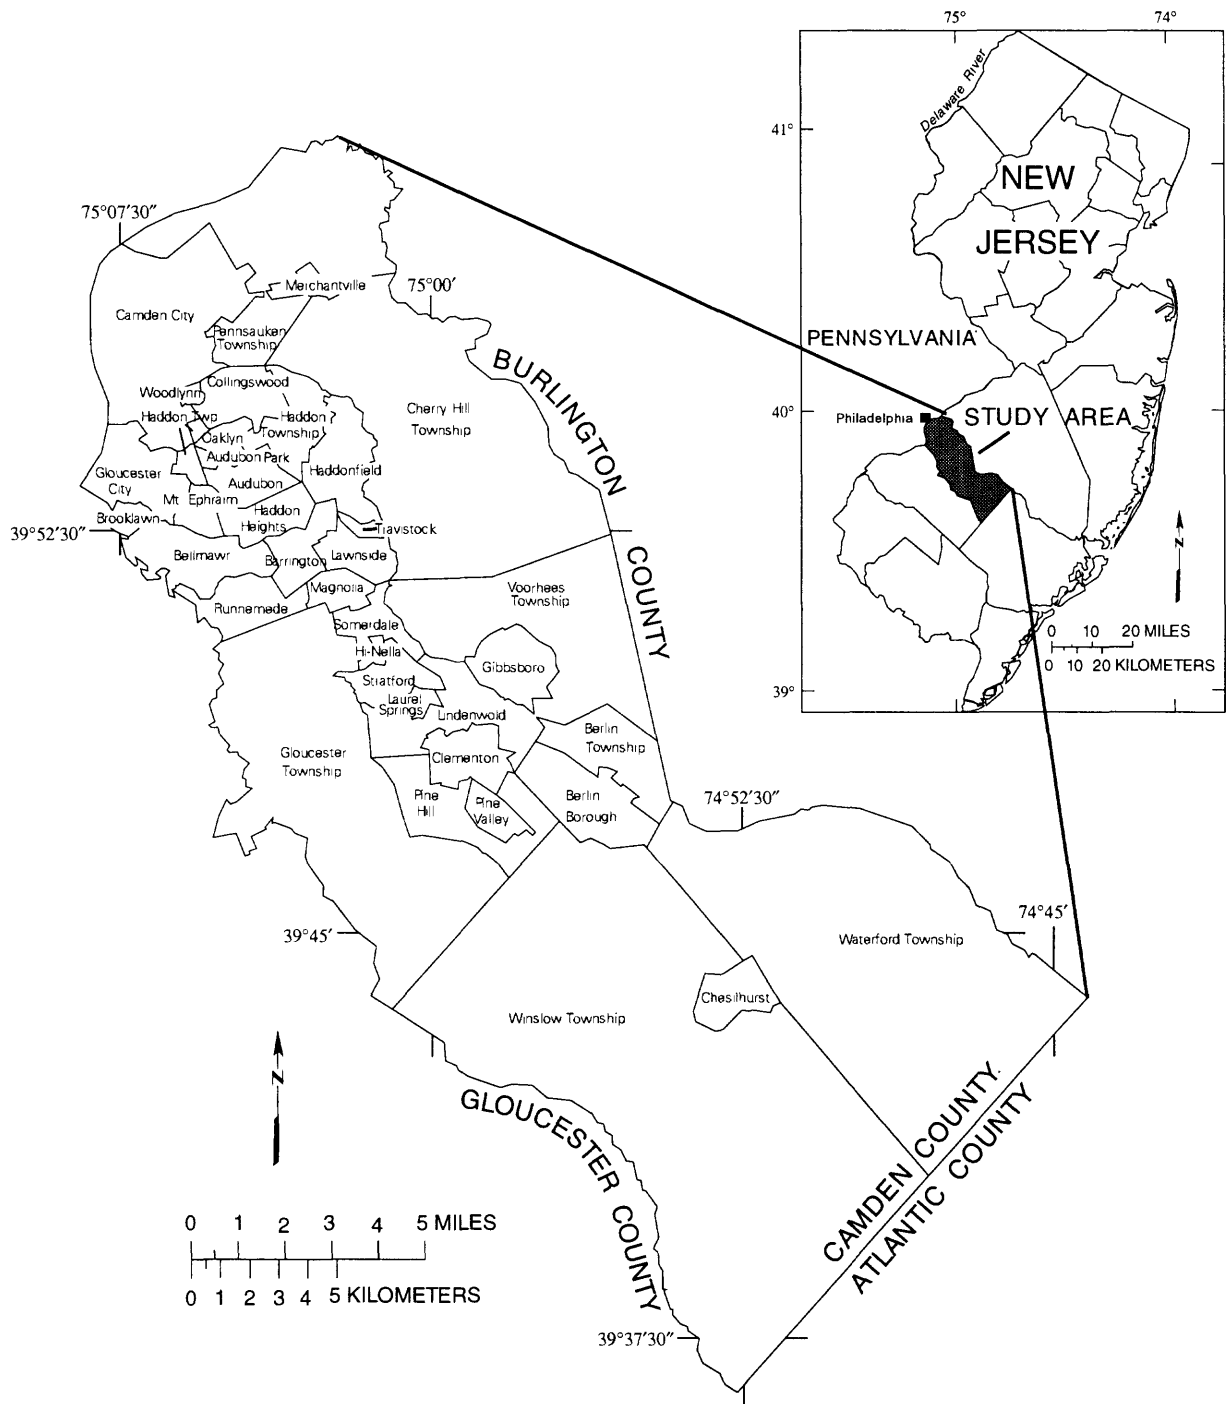 75°
74°
Delaware River
41°
NEW
JERSEY
PENNSYLVANIA
40°
Philadelphia
STUDY AREA
N
0 10 20 MILES
0 10 20 KILOMETERS
39°
75°07'30"
75°00'
Merchantville
Camden City
Pennsauken
Township
BURLINGTON
COUNTY
Collingswood
Woodlynn
Cherry Hill
Township
Haddon Twp
Haddon
Township
Oaklyn
Audubon Park
Haddonfield
Gloucester
City
Audubon
Mt Ephraim
Haddon
Heights
Brooklawn
39°52'30"
Tavistock
Bellmawr
Barrington
Lawnside
Magnolia
Voorhees
Township
Runnemede
Somerdale
Hi-Nella
Gibbsboro
Stratford
Laurel
Springs
Lindenwold
Berlin
Township
Gloucester
Township
Clementon
Pine
Hill
Pine
Valley
Berlin
Borough
74°52'30"
74°45'
39°45'
Waterford Township
Chesilhurst
Winslow Township
N
GLOUCESTER COUNTY
CAMDEN COUNTY
ATLANTIC COUNTY
0 1 2 3 4 5 MILES
0 1 2 3 4 5 KILOMETERS
39°37'30"